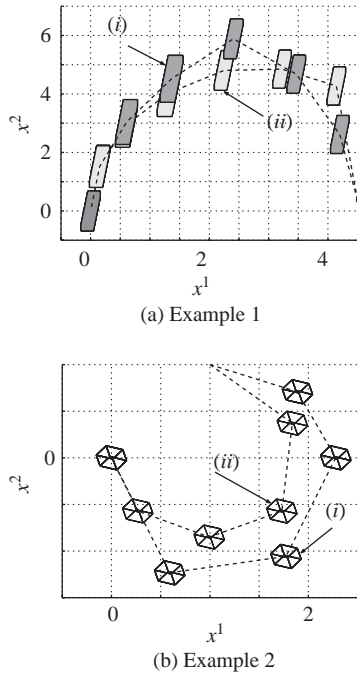 6
4
2
0
x²
(i)
(ii)
0 2 4
x¹
(a) Example 1
0
x²
(ii)
(i)
0 2
x¹
(b) Example 2